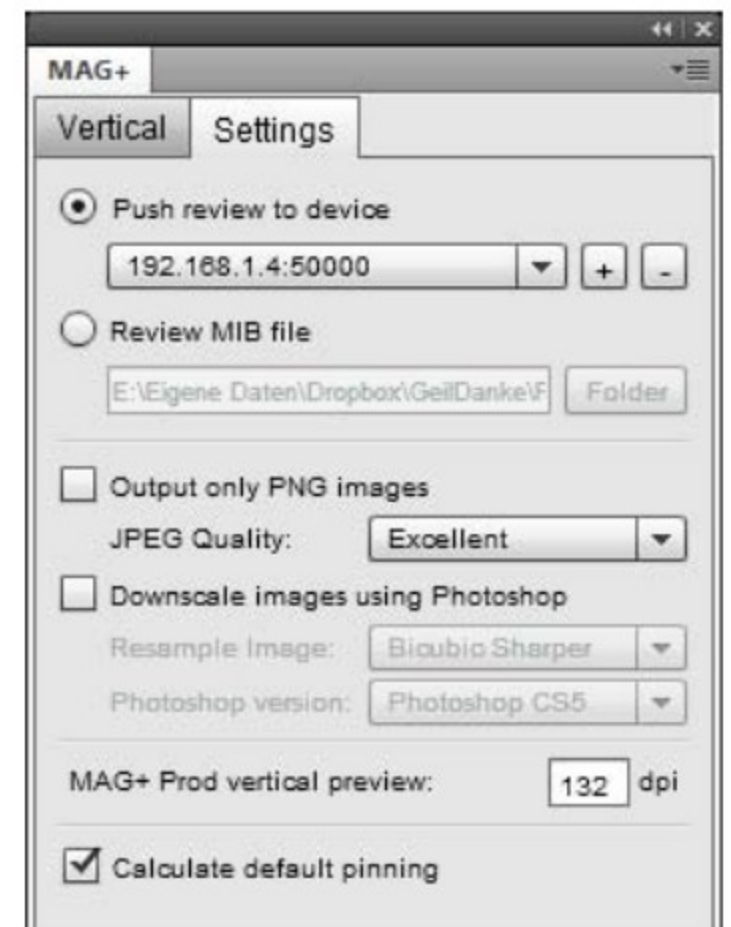 MAG+
Vertical Settings
Push review to device
192.168.1.4:50000 + -
Review MIB file
E:\Eigene Daten\Dropbox\GeilDanke\F Folder
Output only PNG images
JPEG Quality: Excellent
Downscale images using Photoshop
Resample Image: Bicubic Sharper
Photoshop version: Photoshop CS5
MAG+ Prod vertical preview: 132 dpi
Calculate default pinning